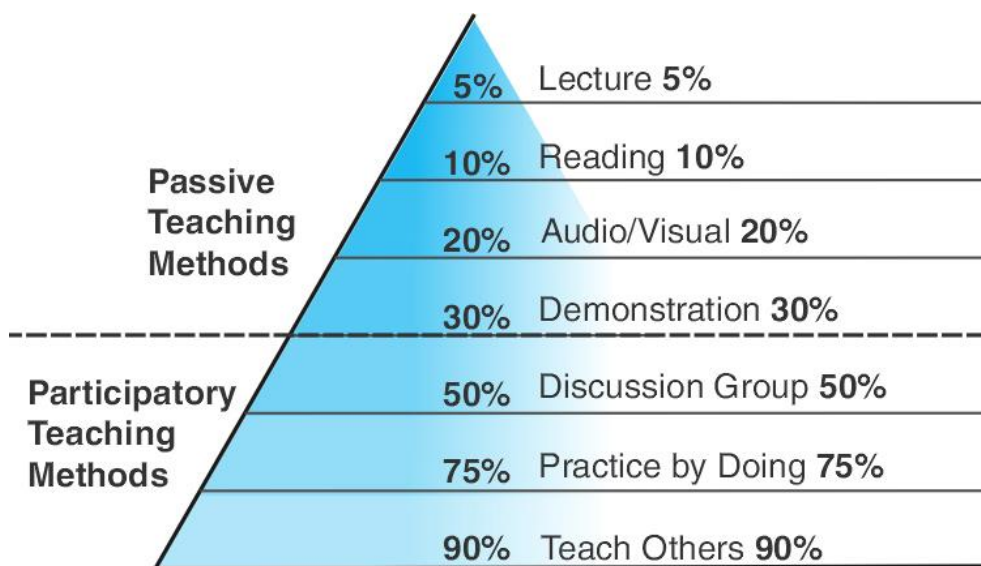 5% Lecture 5%
10% Reading 10%
Passive
Teaching
Methods
20% Audio/Visual 20%
30% Demonstration 30%
Participatory
Teaching
Methods
50% Discussion Group 50%
75% Practice by Doing 75%
90% Teach Others 90%